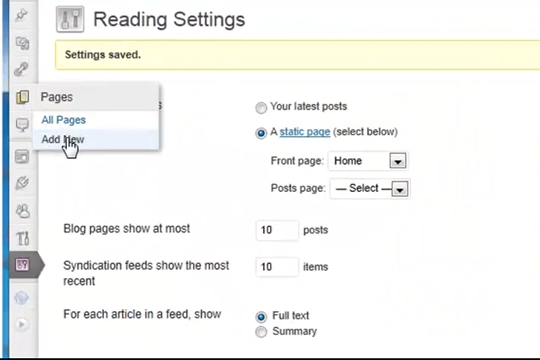 Reading Settings
Settings saved.
Pages
All Pages
Add New
Your latest posts
A static page (select below)
Front page: Home
Posts page: — Select —
Blog pages show at most 10 posts
Syndication feeds show the most recent 10 items
For each article in a feed, show Full text
Summary